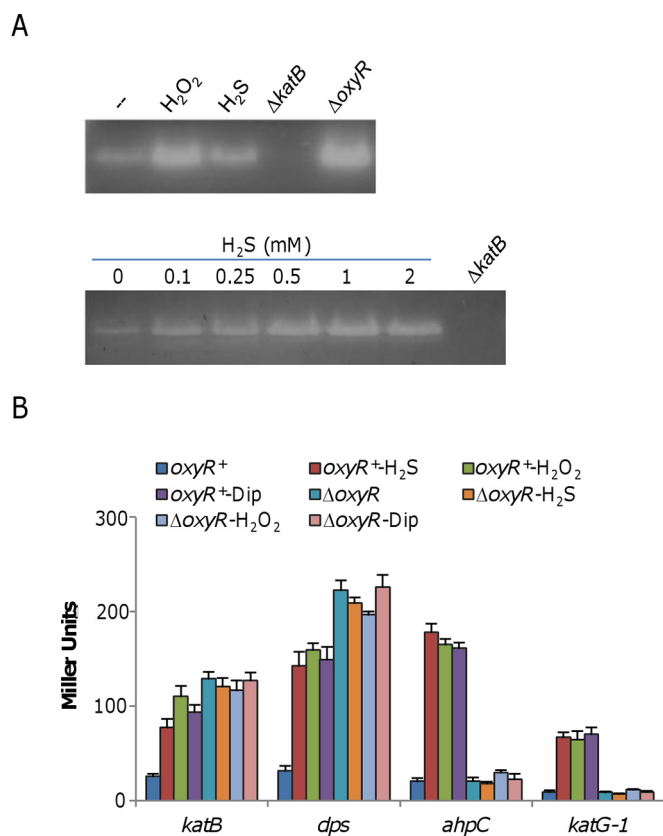 A
-- H₂O₂ H₂S ΔkatB ΔoxyR
H₂S (mM)
0 0.1 0.25 0.5 1 2 ΔkatB
B
oxyR⁺ oxyR⁺-H₂S oxyR⁺-H₂O₂
oxyR⁺-Dip ΔoxyR ΔoxyR-H₂S
ΔoxyR-H₂O₂ ΔoxyR-Dip
300
200
100
0
Miller Units
katB dps ahpC katG-1